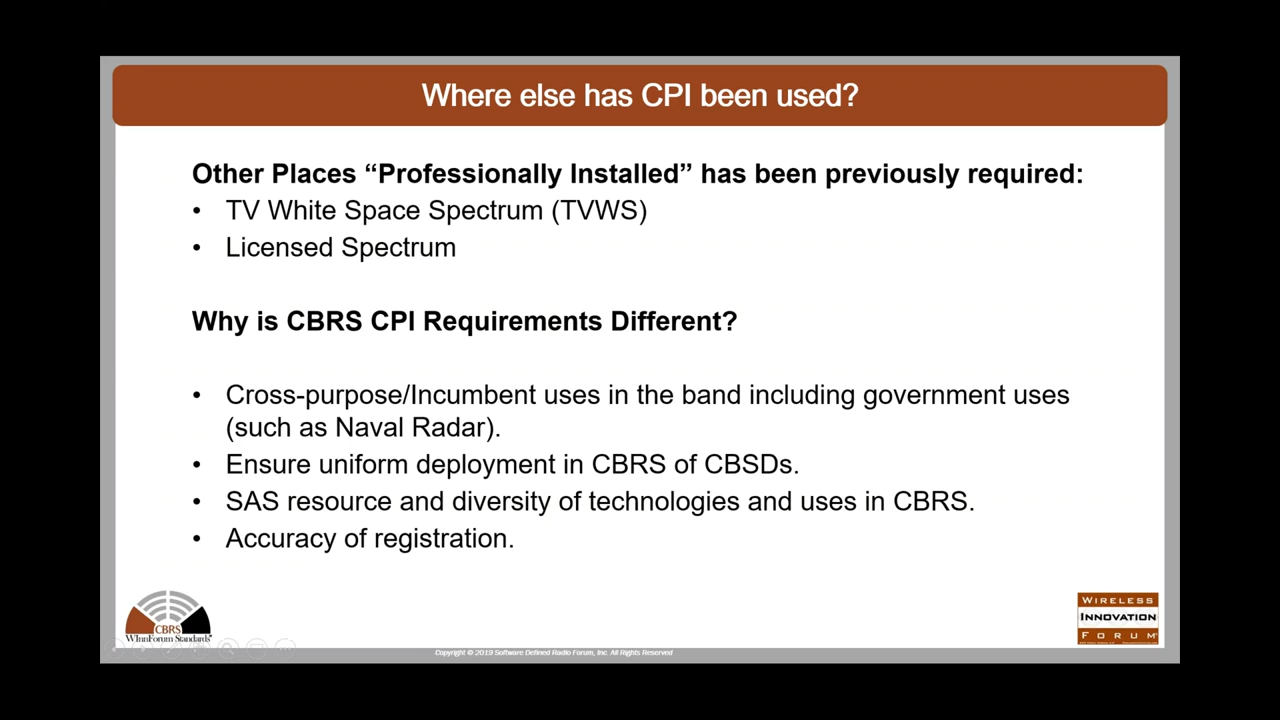 Where else has CPI been used?
Other Places “Professionally Installed” has been previously required:
• TV White Space Spectrum (TVWS)
• Licensed Spectrum
Why is CBRS CPI Requirements Different?
• Cross-purpose/Incumbent uses in the band including government uses
(such as Naval Radar).
• Ensure uniform deployment in CBRS of CBSDs.
• SAS resource and diversity of technologies and uses in CBRS.
• Accuracy of registration.
CBRS
WInnForum Standards
WIRELESS
INNOVATION
FORUM
Copyright © 2019 Software Defined Radio Forum, Inc. All Rights Reserved